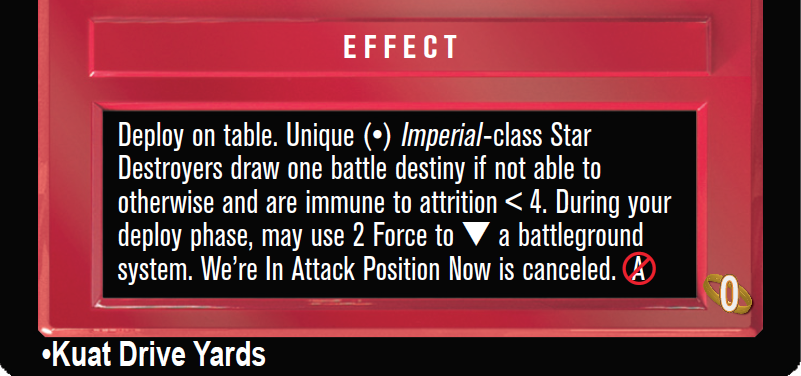 EFFECT
Deploy on table. Unique (•) Imperial-class Star
Destroyers draw one battle destiny if not able to
otherwise and are immune to attrition < 4. During your
deploy phase, may use 2 Force to ▼ a battleground
system. We're In Attack Position Now is canceled. A
0
•Kuat Drive Yards